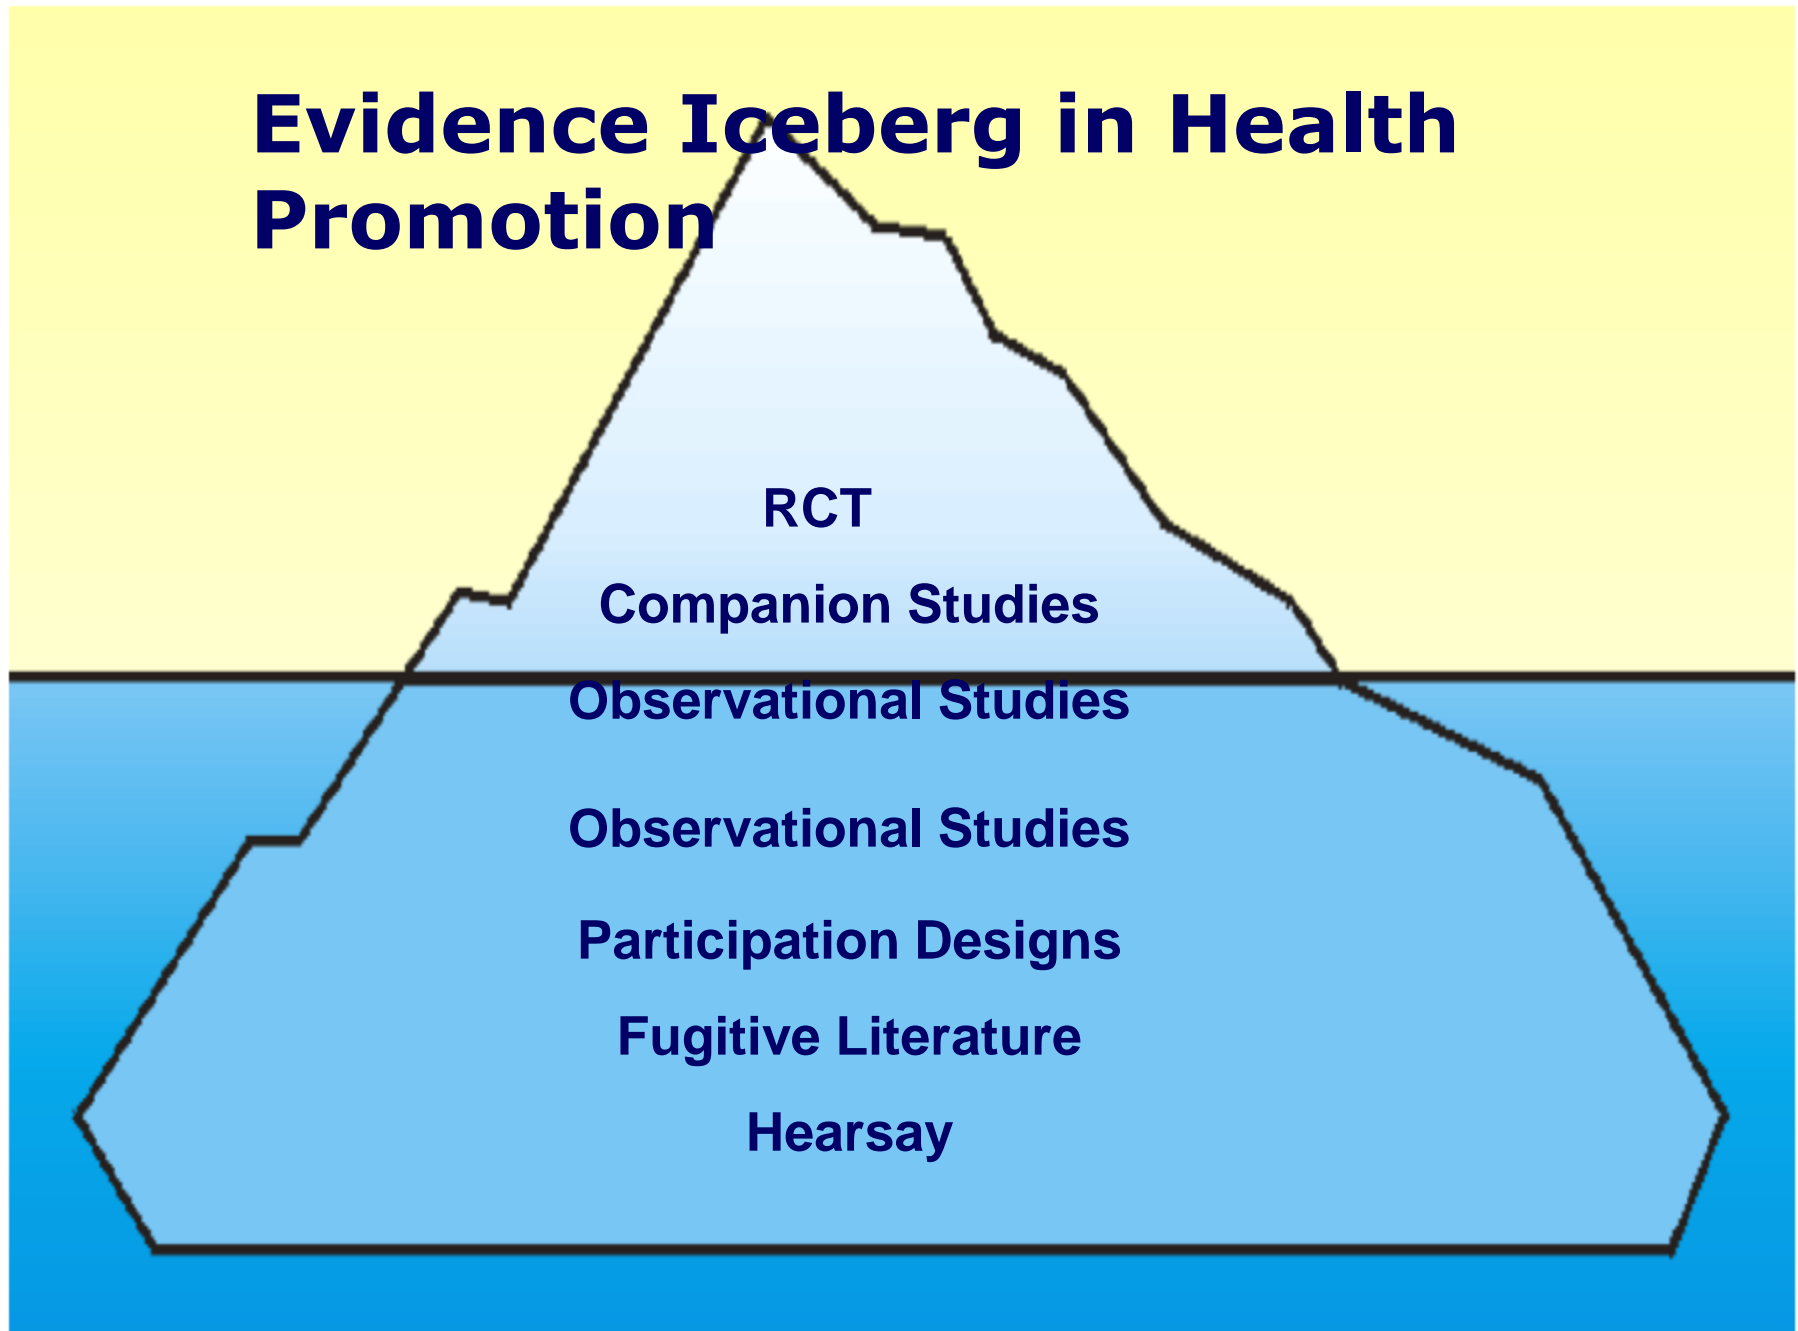 Evidence Iceberg in Health
Promotion
RCT
Companion Studies
Observational Studies
Observational Studies
Participation Designs
Fugitive Literature
Hearsay